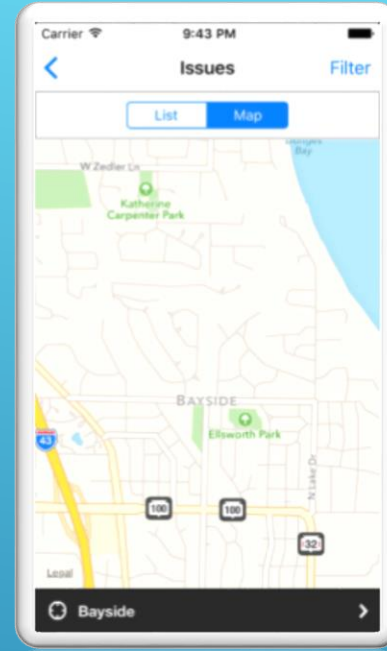 Carrier 9:43 PM
Issues Filter
List Map
Bay
W Zedler Ln
Katherine
Carpenter Park
BAYSIDE
Ellsworth Park
43
N Lake Dr
100 100
32
Legal
Bayside